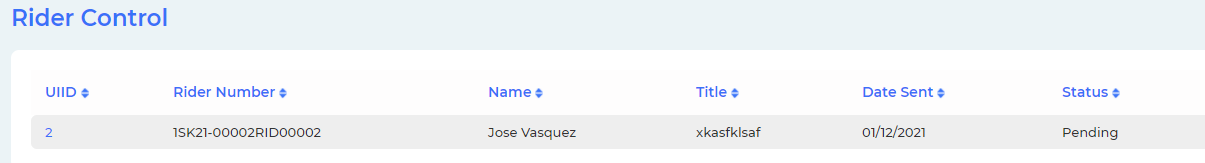 Rider Control
UIID Rider Number Name Title Date Sent Status
2 1SK21-00002RID00002 Jose Vasquez xkasfklsaf 01/12/2021 Pending